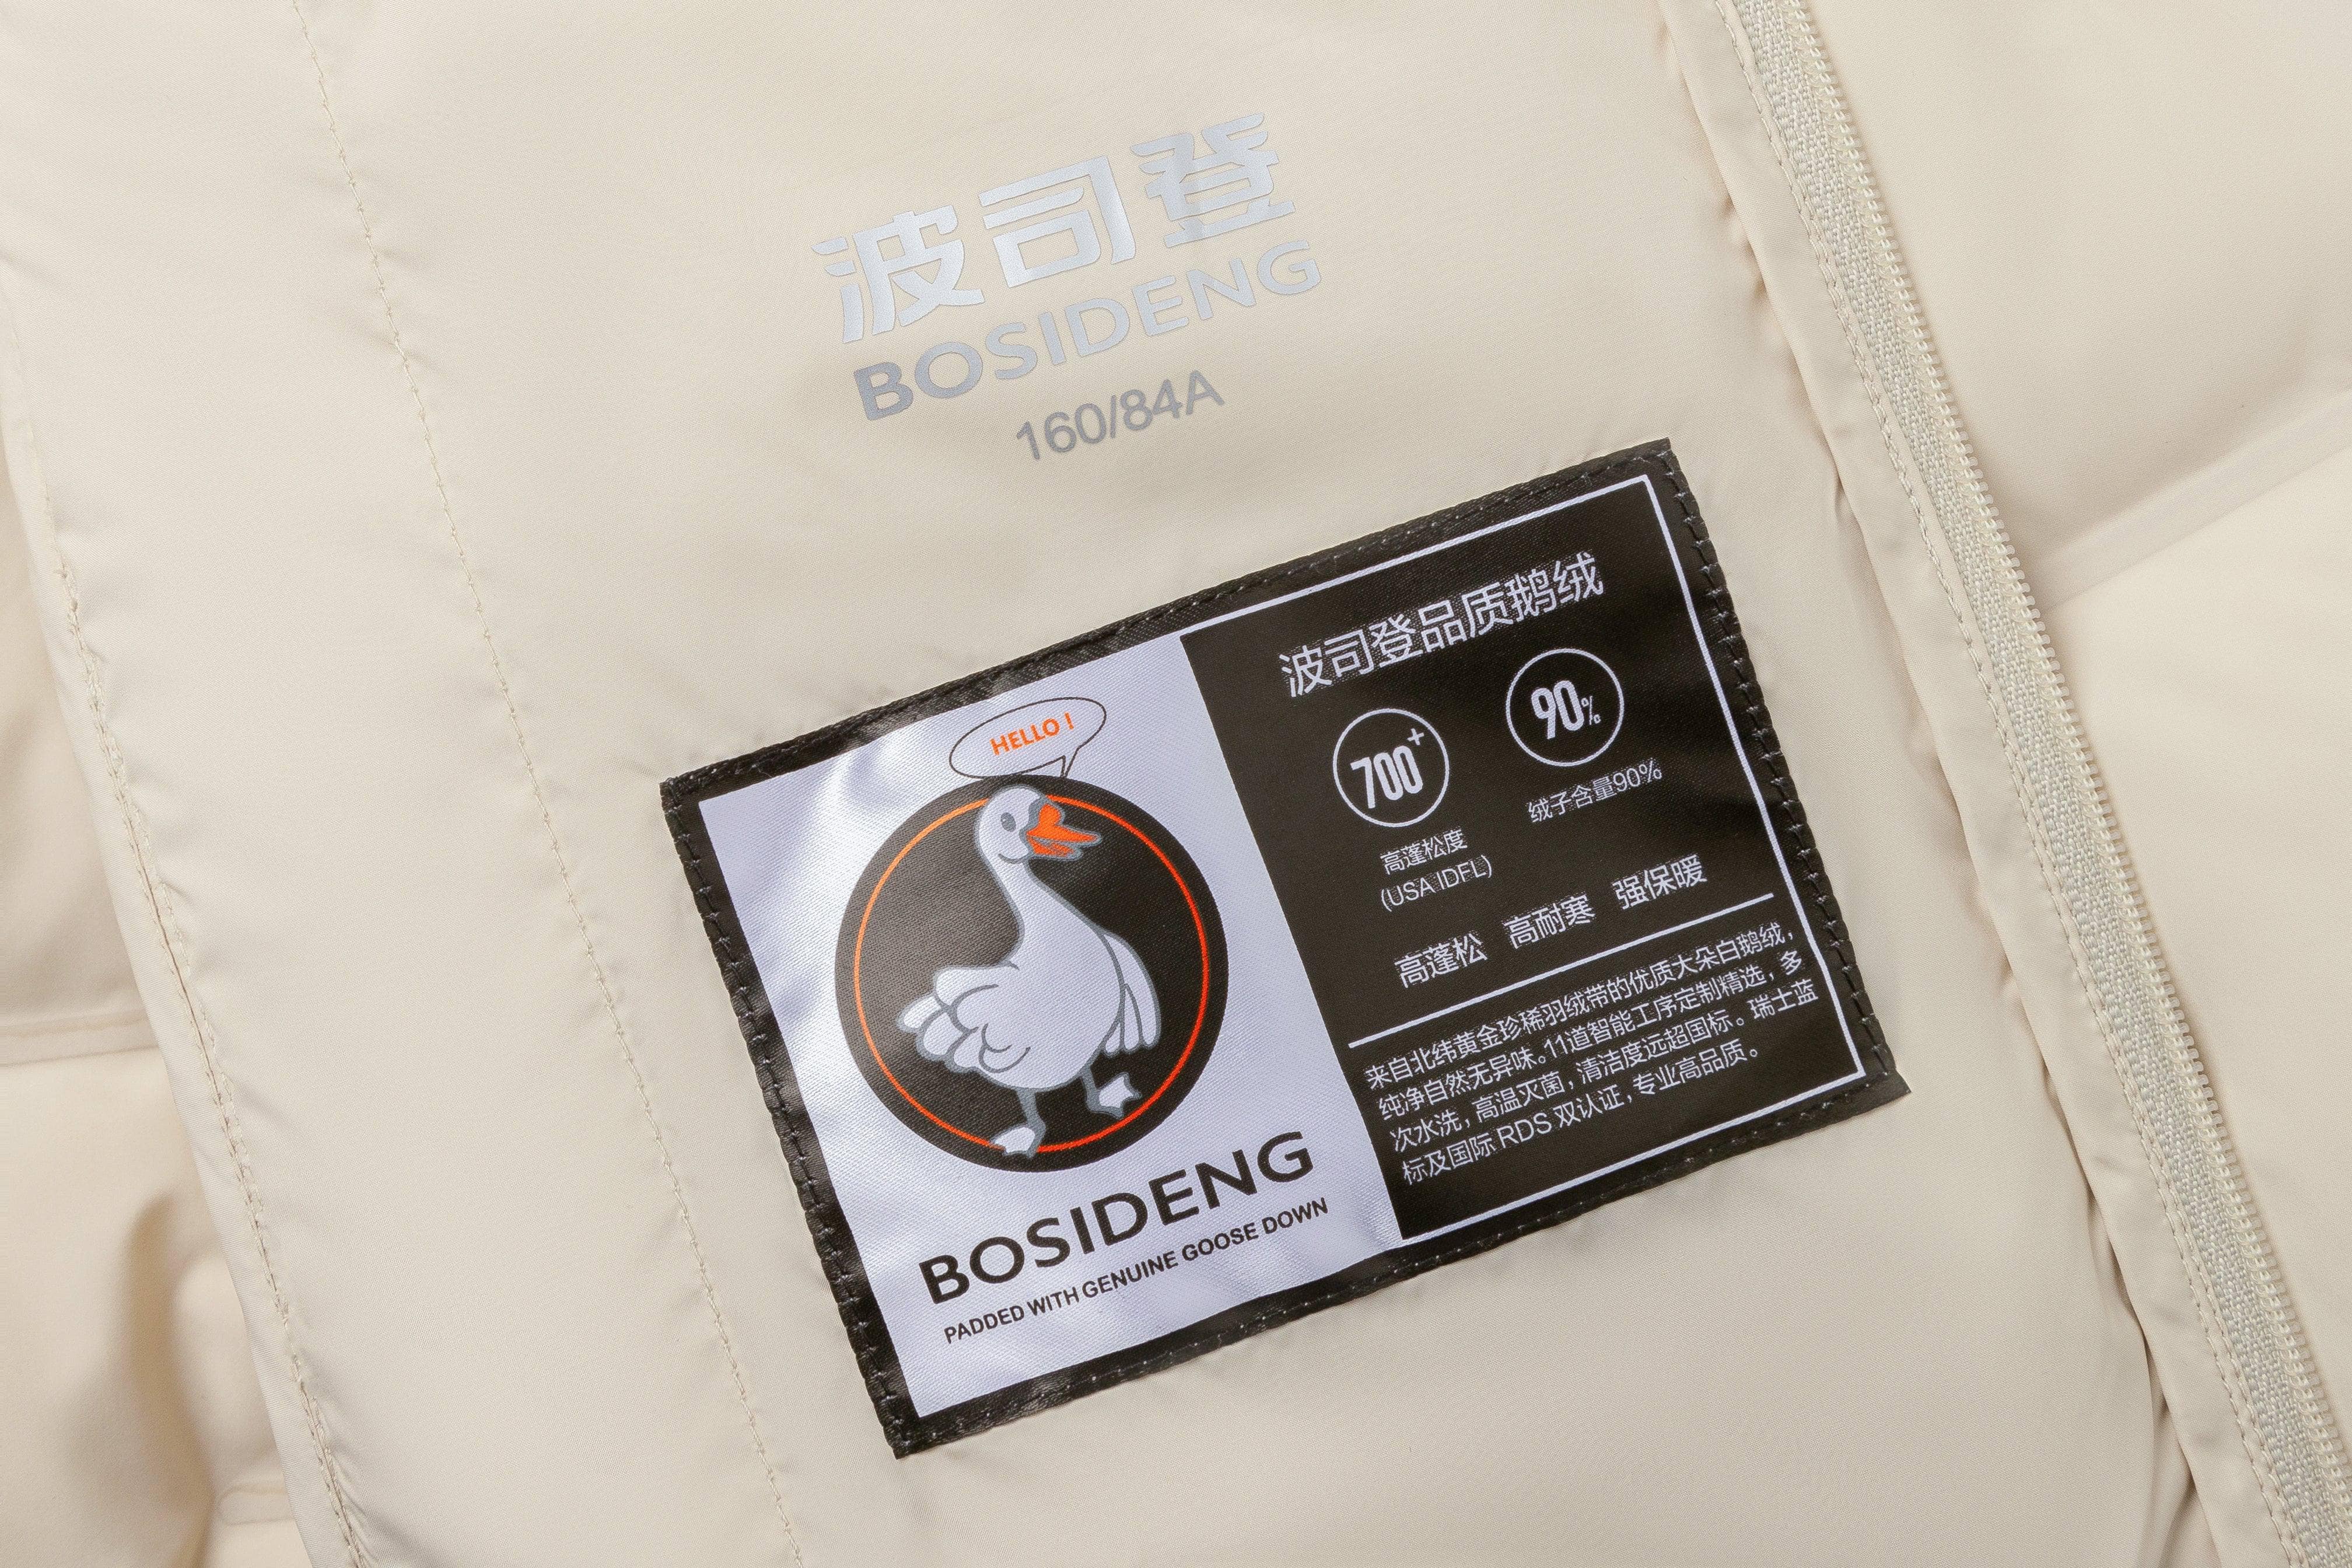 波司登
BOSIDENG
160/84A
HELLO !
BOSIDENG
PADDED WITH GENUINE GOOSE DOWN
波司登品质鹅绒
700+
90%
高蓬松度
(USA IDFL)
绒子含量90%
高蓬松 高耐寒 强保暖
来自北纬黄金珍稀羽绒带的优质大朵白鹅绒，
纯净自然无异味。11道智能工序定制精选，多
次水洗，高温灭菌，清洁度远超国标。瑞士蓝
标及国际 RDS 双认证，专业高品质。